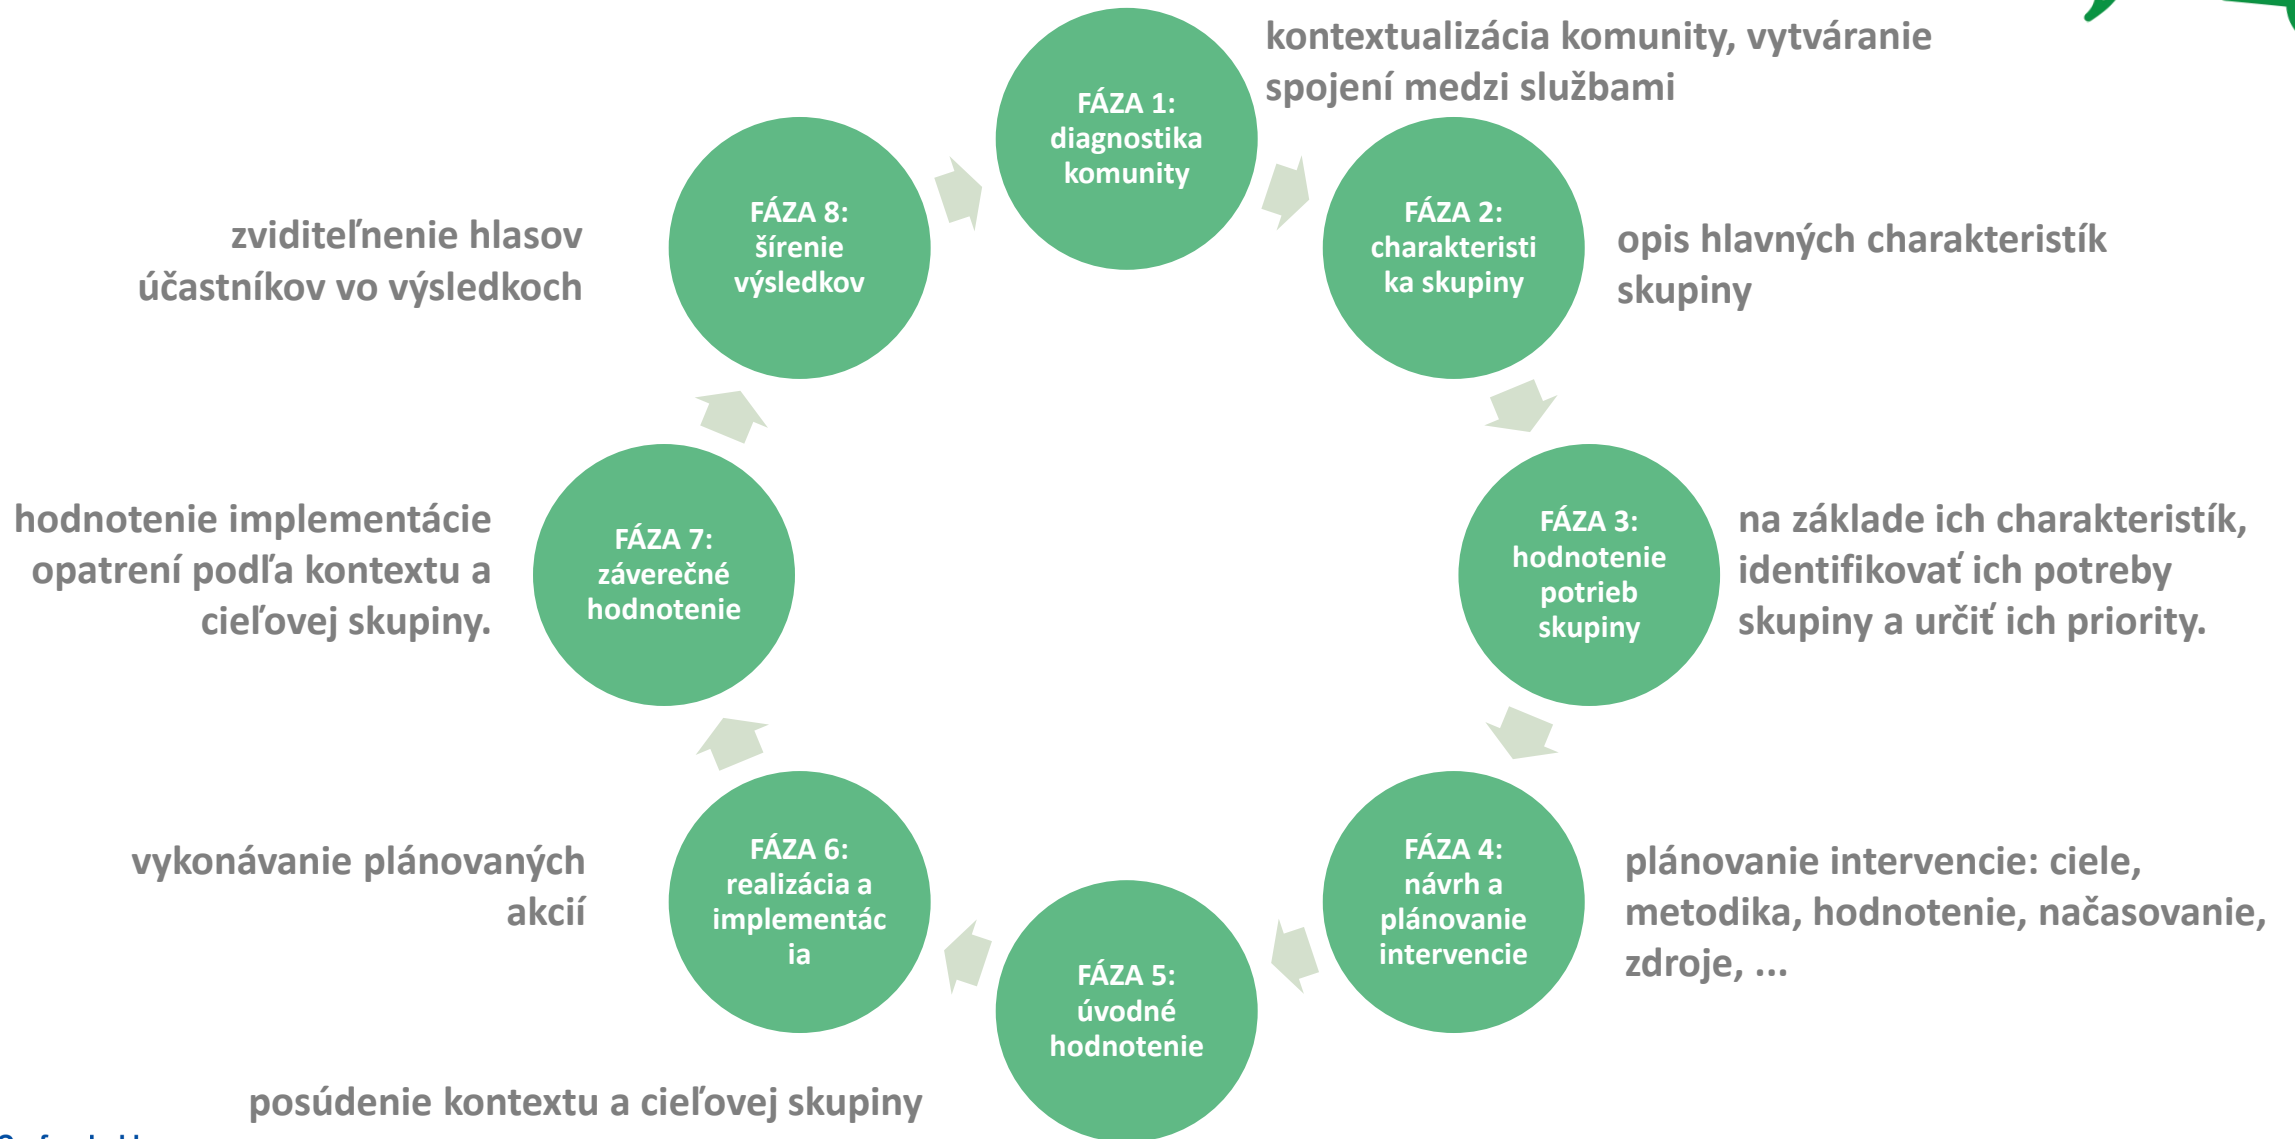 kontextualizácia komunity, vytváranie
spojení medzi službami
FÁZA 1:
diagnostika
komunity
FÁZA 2:
charakteristi
ka skupiny
opis hlavných charakteristík
skupiny
FÁZA 3:
hodnotenie
potrieb
skupiny
na základe ich charakteristík,
identifikovať ich potreby
skupiny a určiť ich priority.
FÁZA 4:
návrh a
plánovanie
intervencie
plánovanie intervencie: ciele,
metodika, hodnotenie, načasovanie,
zdroje, ...
FÁZA 5:
úvodné
hodnotenie
posúdenie kontextu a cieľovej skupiny
FÁZA 6:
realizácia a
implementác
ia
vykonávanie plánovaných
akcií
FÁZA 7:
záverečné
hodnotenie
hodnotenie implementácie
opatrení podľa kontextu a
cieľovej skupiny.
FÁZA 8:
šírenie
výsledkov
zviditeľnenie hlasov
účastníkov vo výsledkoch